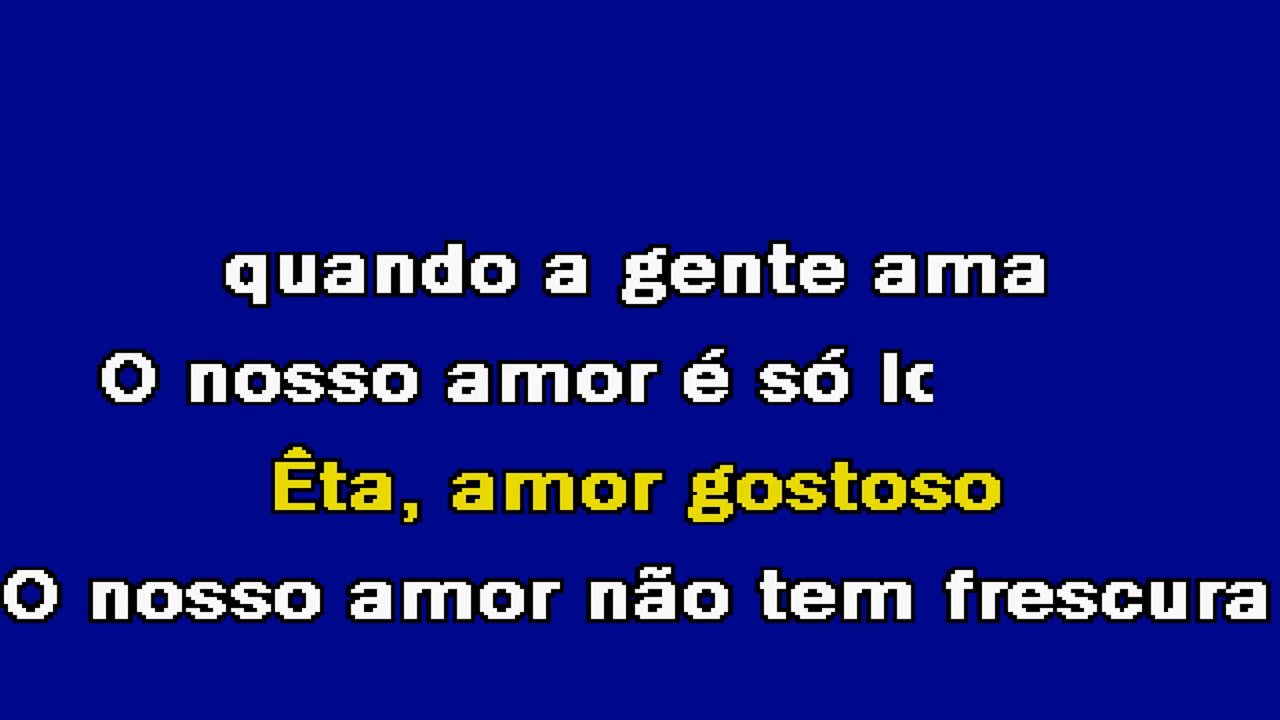 quando a gente ama
O nosso amor é só
Êta, amor gostoso
O nosso amor não tem frescura